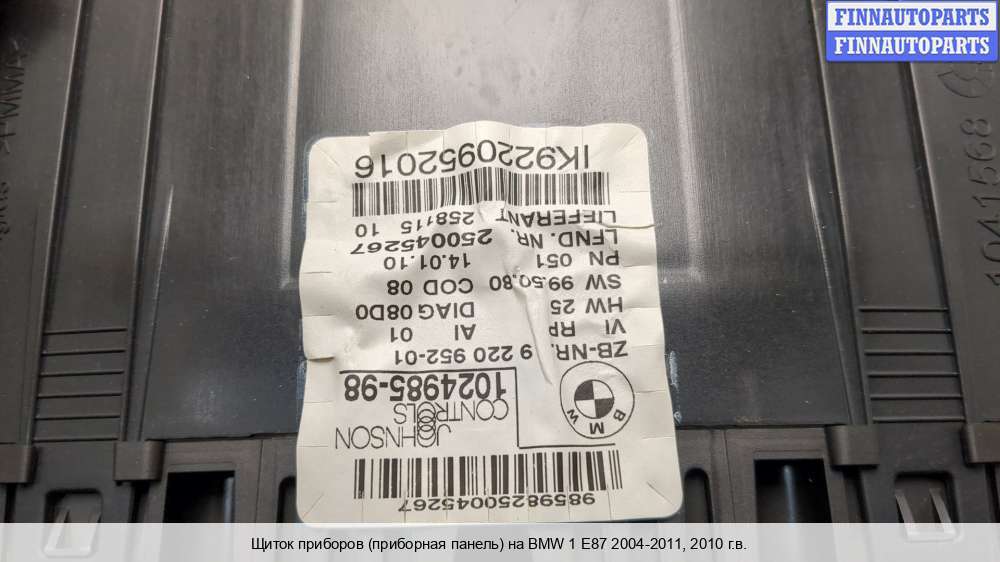 FINNAUTOPARTS
FINNAUTOPARTS
98598250045267
JOHNSON
CONTROLS
1024985-98
BMW
ZB-NR. 9 220 952-01
VI RP AI 01
HW 25 DIAG 08D0
SW 99.50.80 COD 08
PN 051 14.01.10
LFND. NR. 250045267
LIEFERANT 258115 10
IK9220952016
1041568
Щиток приборов (приборная панель) на BMW 1 E87 2004-2011, 2010 г.в.